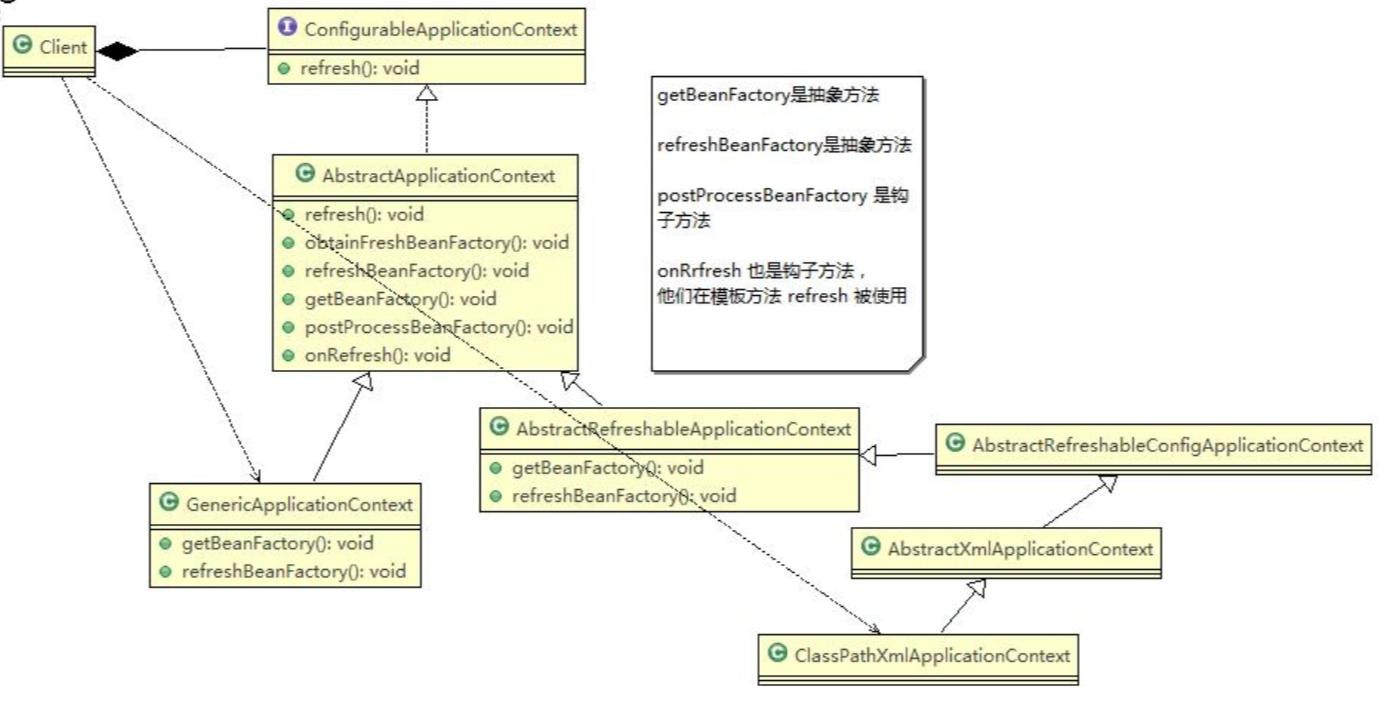 Client
ConfigurableApplicationContext
refresh(): void
AbstractApplicationContext
refresh(): void
obtainFreshBeanFactory(): void
refreshBeanFactory(): void
getBeanFactory(): void
postProcessBeanFactory(): void
onRefresh(): void
getBeanFactory是抽象方法
refreshBeanFactory是抽象方法
postProcessBeanFactory 是钩
子方法
onRrfresh 也是钩子方法，
他们在模板方法 refresh 被使用
GenericApplicationContext
getBeanFactory(): void
refreshBeanFactory(): void
AbstractRefreshableApplicationContext
getBeanFactory(): void
refreshBeanFactory(): void
AbstractRefreshableConfigApplicationContext
AbstractXmlApplicationContext
ClassPathXmlApplicationContext